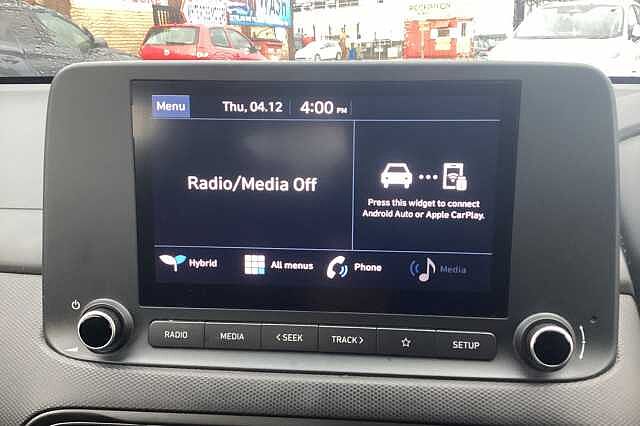 WASH
Menu
Thu, 04.12
4:00 PM
Radio/Media Off
Press this widget to connect
Android Auto or Apple CarPlay.
Hybrid
All menus
Phone
Media
RADIO
MEDIA
< SEEK
TRACK >
☆
SETUP